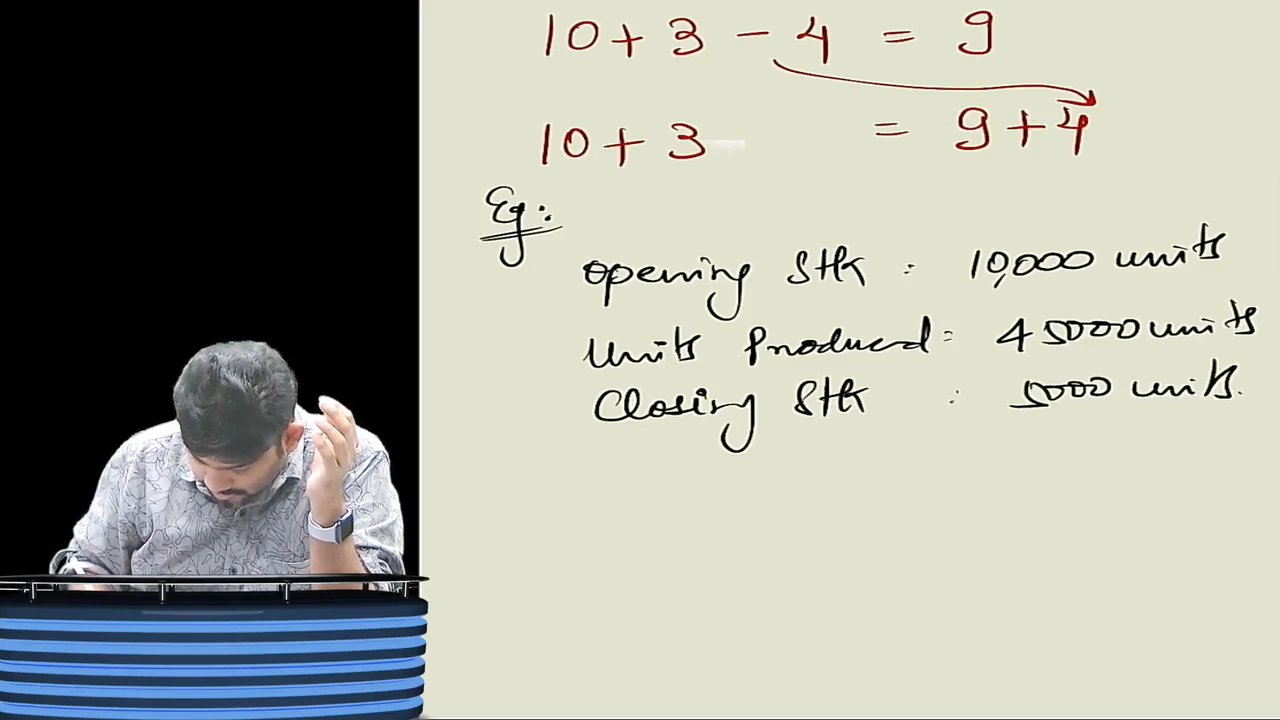 10 + 3 - 4 = 9
10 + 3 = 9 + 4
Eg:
Opening Stk : 10,000 units
Units Produced : 45000 units
Closing Stk : 5000 units.